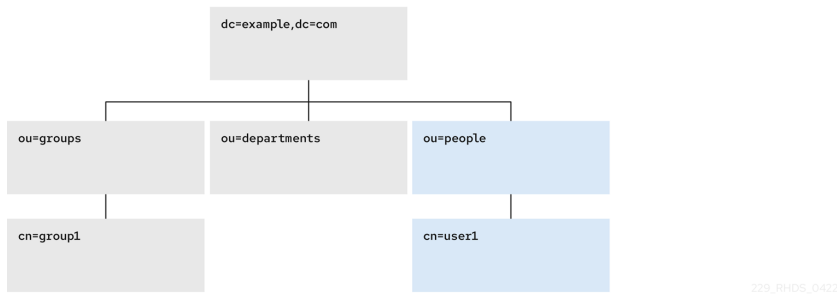 dc=example,dc=com
ou=groups
ou=departments
ou=people
cn=group1
cn=user1
229_RHDS_0422